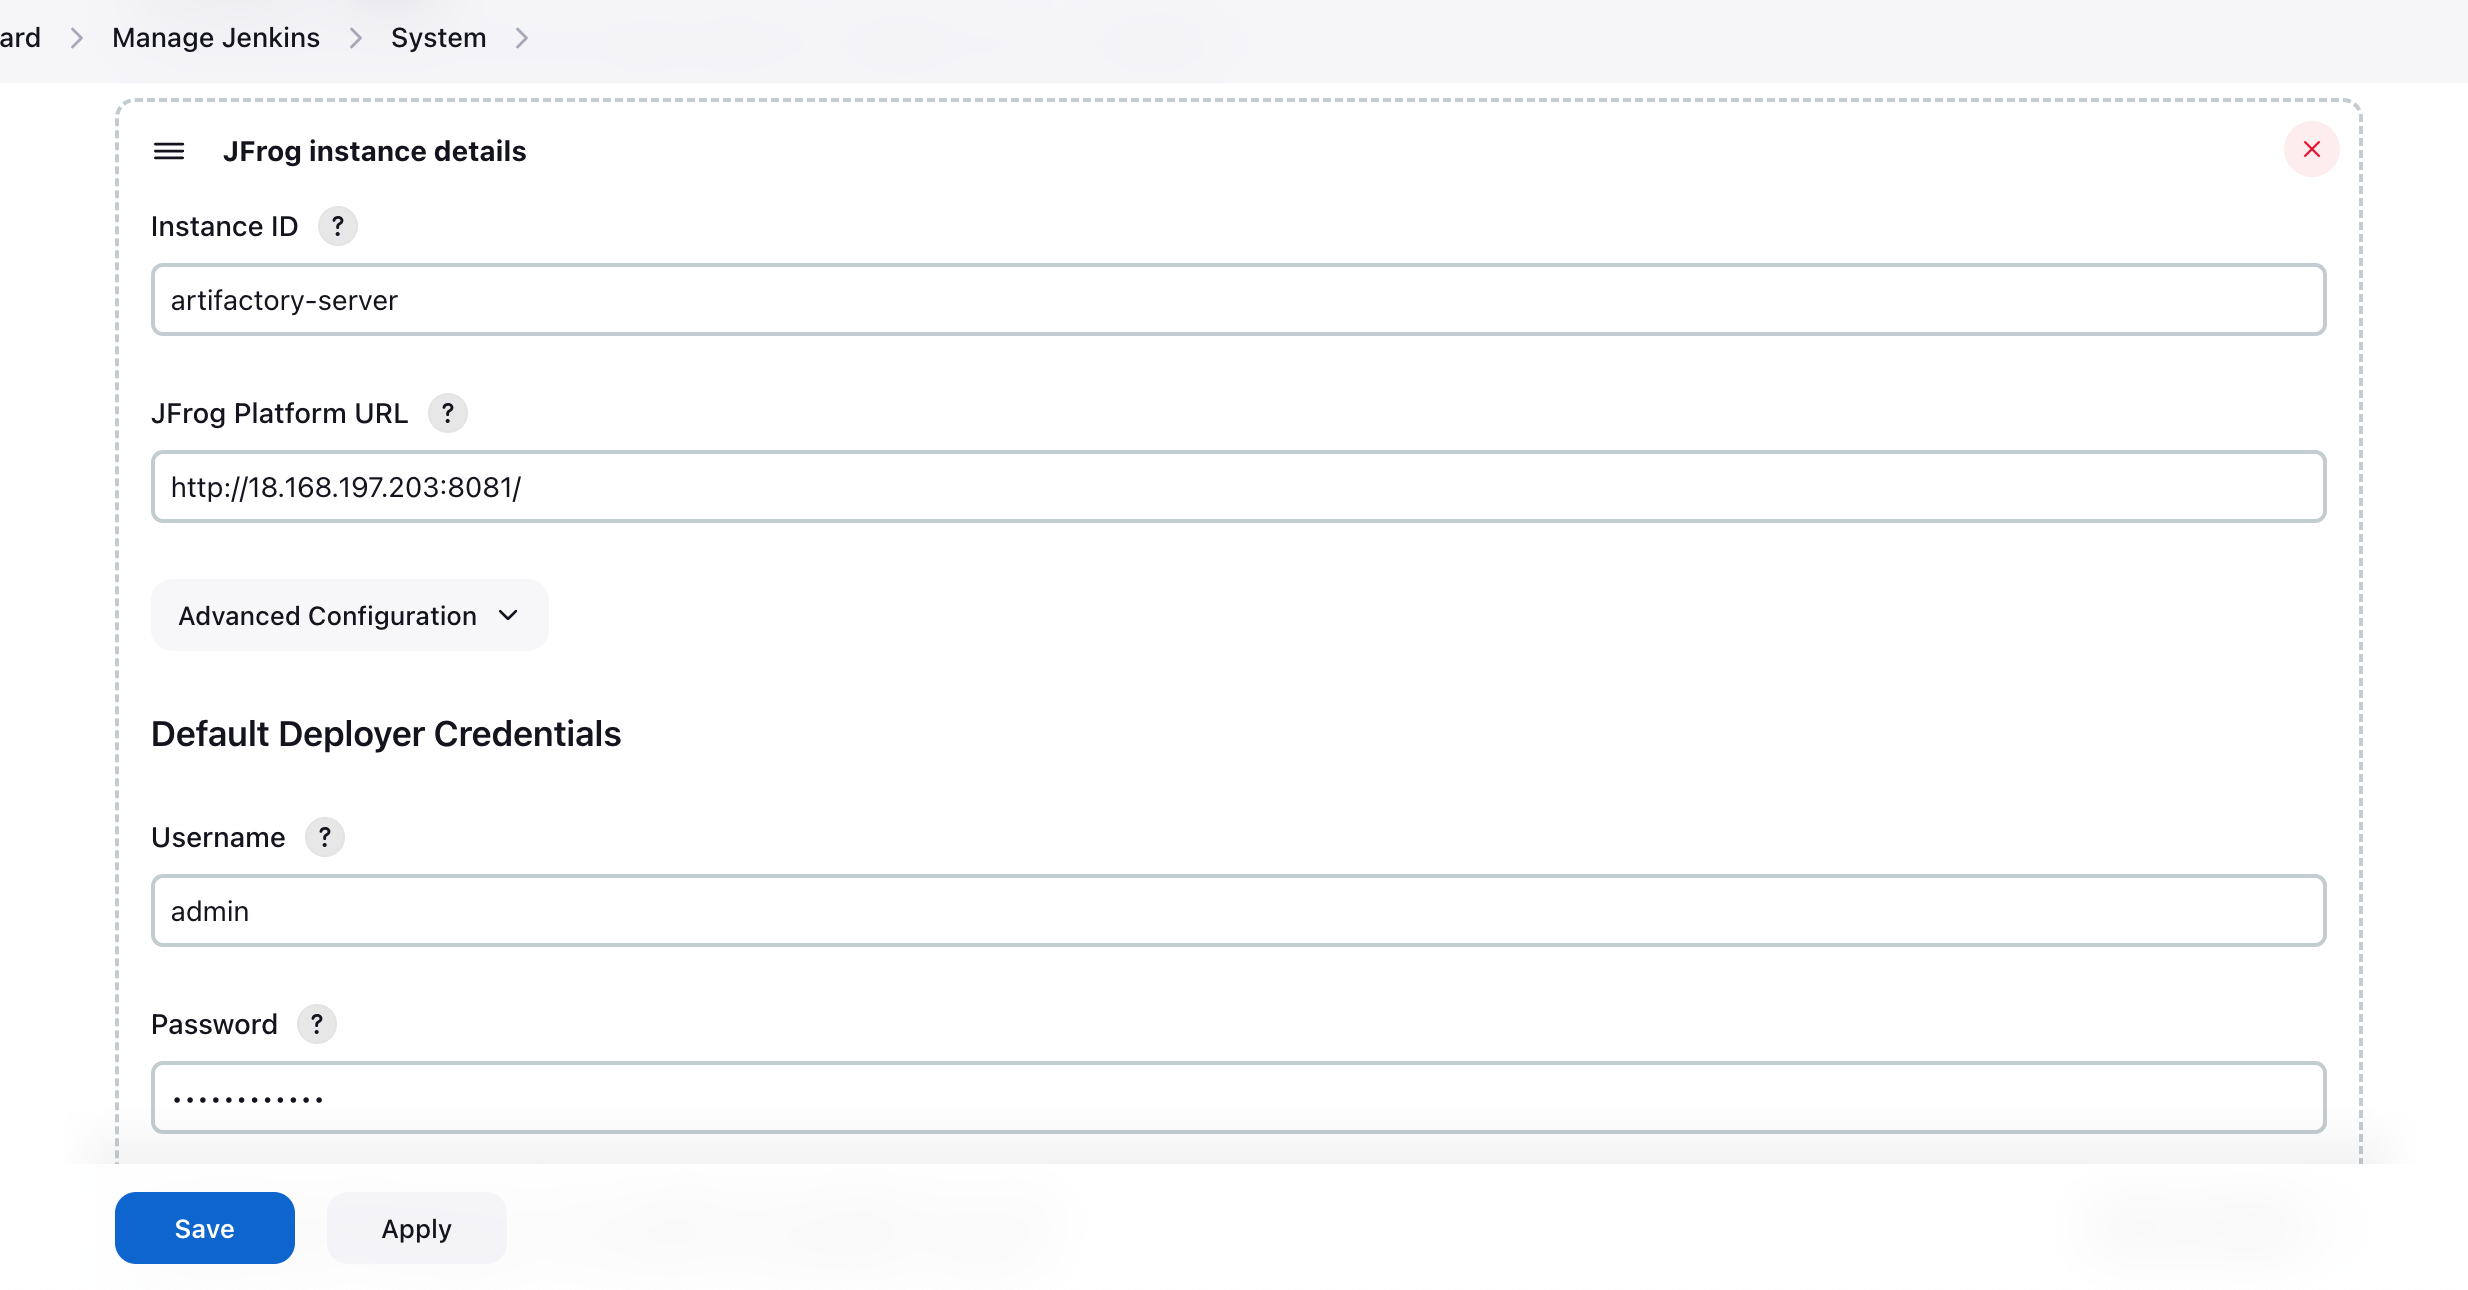 ard > Manage Jenkins > System >
JFrog instance details
Instance ID ?
artifactory-server
JFrog Platform URL ?
http://18.168.197.203:8081/
Advanced Configuration
Default Deployer Credentials
Username ?
admin
Password ?
••••••••••••
Save Apply